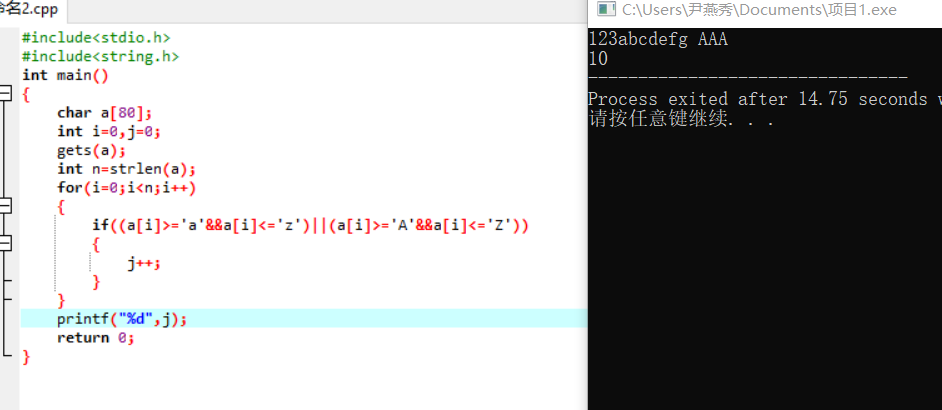 命名2.cpp
#include<stdio.h>
#include<string.h>
int main()
{
char a[80];
int i=0,j=0;
gets(a);
int n=strlen(a);
for(i=0;i<n;i++)
{
if((a[i]>='a'&&a[i]<='z')||(a[i]>='A'&&a[i]<='Z'))
{
j++;
}
}
printf("%d",j);
return 0;
}
C:\Users\尹燕秀\Documents\项目1.exe
123abcdefg AAA
10
--------------------------------
Process exited after 14.75 seconds w
请按任意键继续. . .